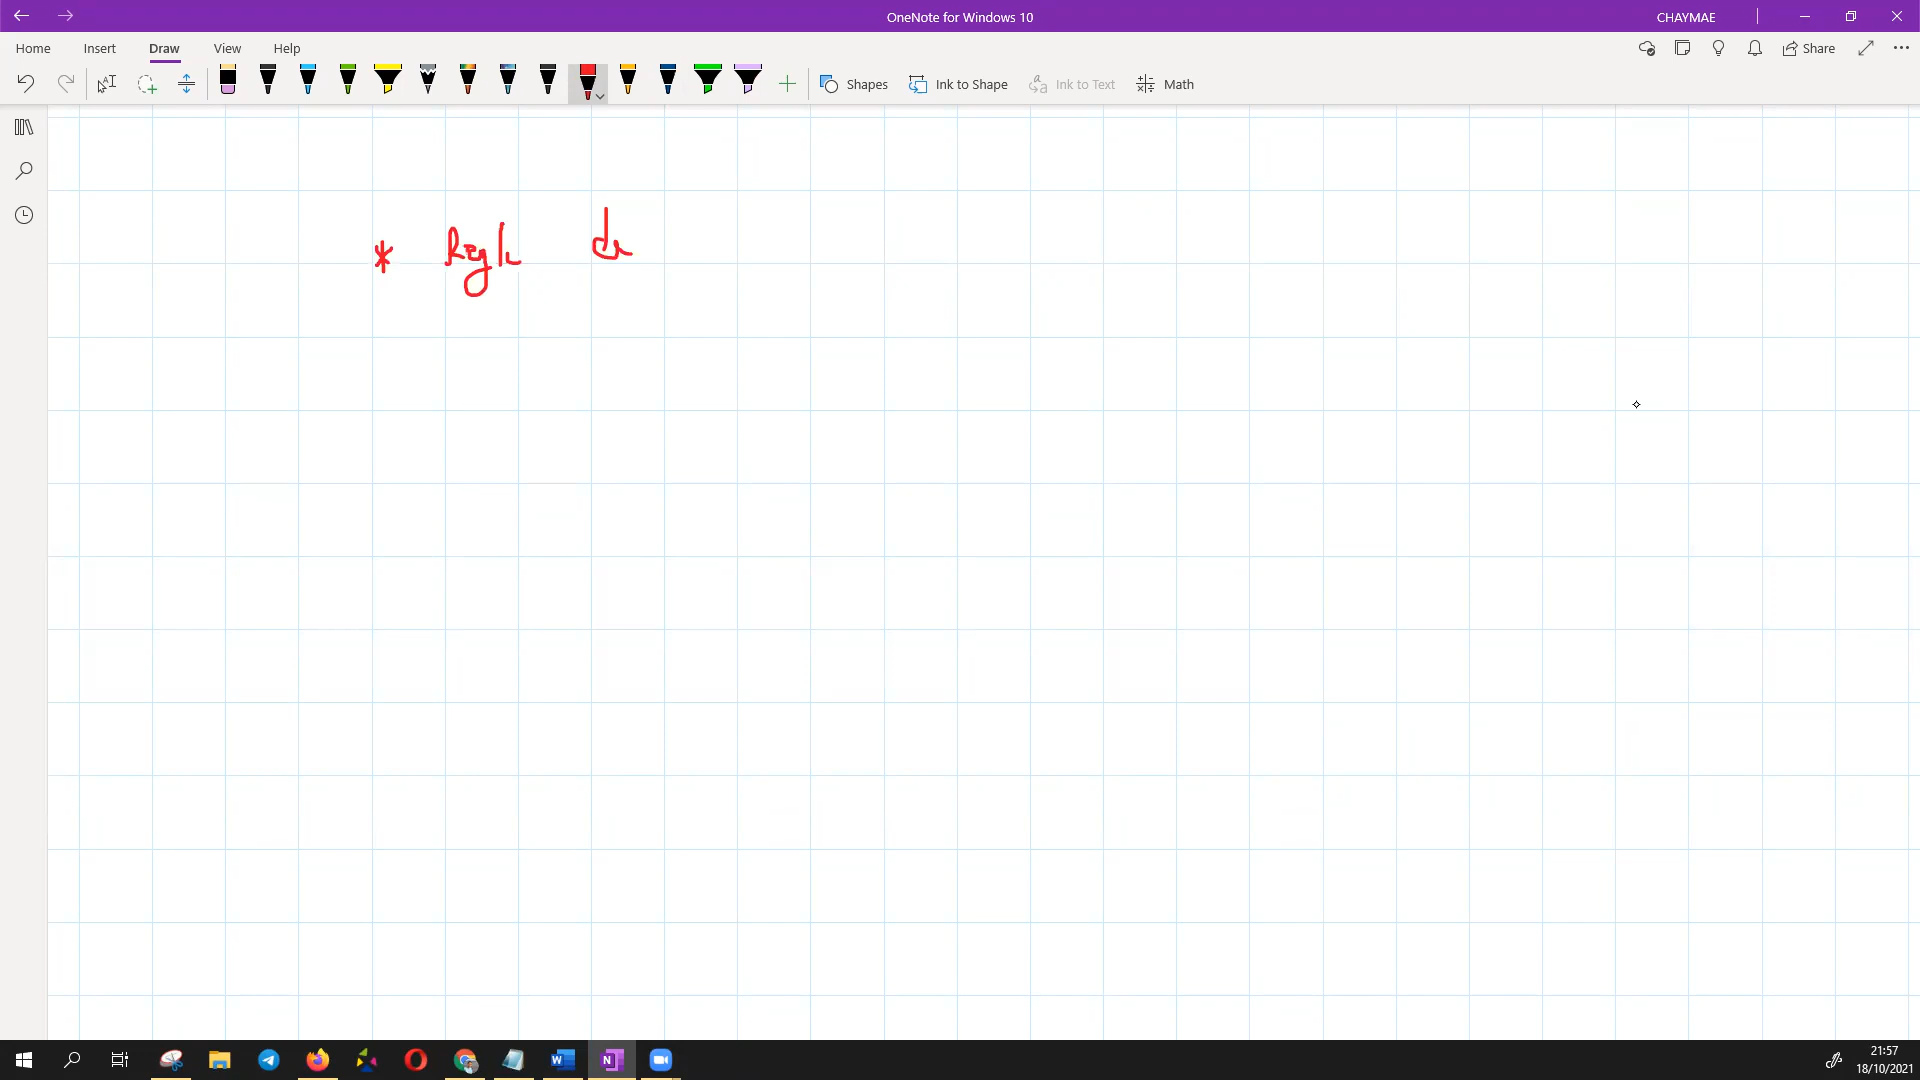 OneNote for Windows 10
CHAYMAE
Home Insert Draw View Help
Share
Shapes Ink to Shape Ink to Text Math
* Regle de
21:57
18/10/2021